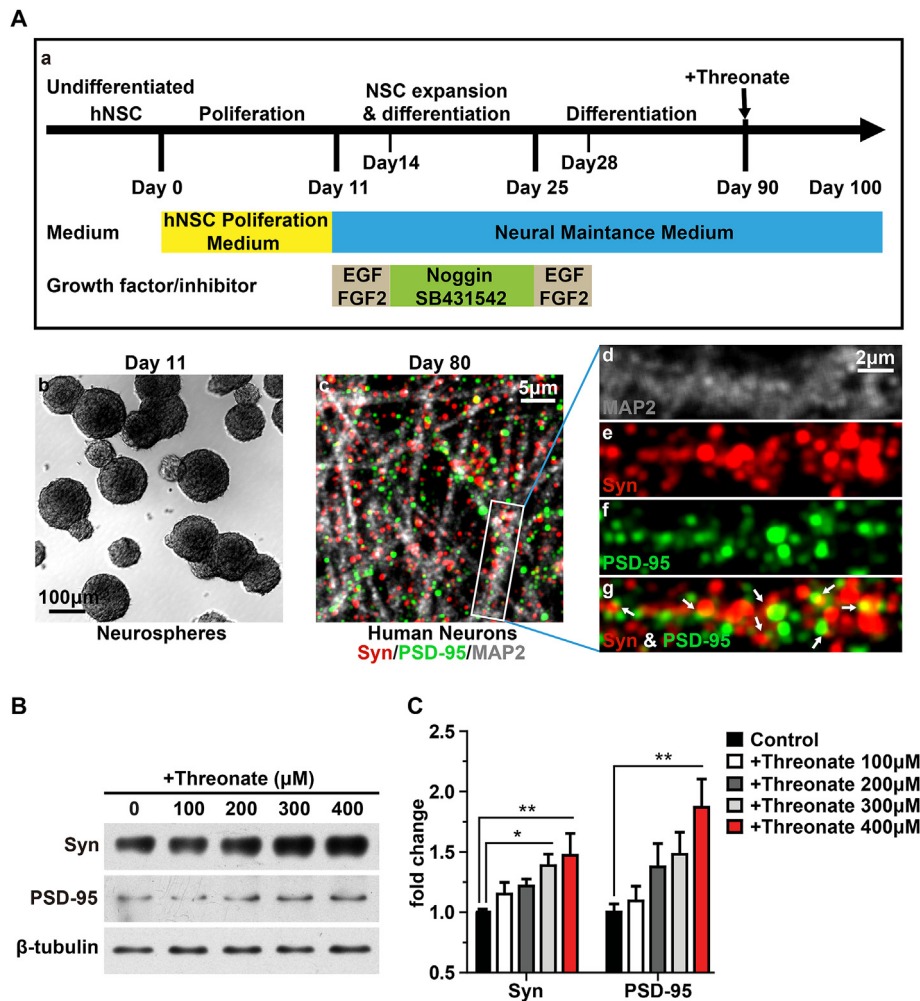 A
a
Undifferentiated
hNSC
Poliferation
NSC expansion
& differentiation
Differentiation
+Threonate
Day14
Day28
Day 0
Day 11
Day 25
Day 90
Day 100
Medium
hNSC Poliferation
Medium
Neural Maintance Medium
Growth factor/inhibitor
EGF
FGF2
Noggin
SB431542
EGF
FGF2
Day 11
b
100μm
Neurospheres
Day 80
c
5μm
Human Neurons
Syn/PSD-95/MAP2
d
2μm
MAP2
e
Syn
f
PSD-95
g
Syn & PSD-95
B
+Threonate (μM)
0 100 200 300 400
Syn
PSD-95
β-tubulin
C
fold change
2.5
2.0
1.5
1.0
0.5
**
*
**
Syn
PSD-95
Control
+Threonate 100μM
+Threonate 200μM
+Threonate 300μM
+Threonate 400μM